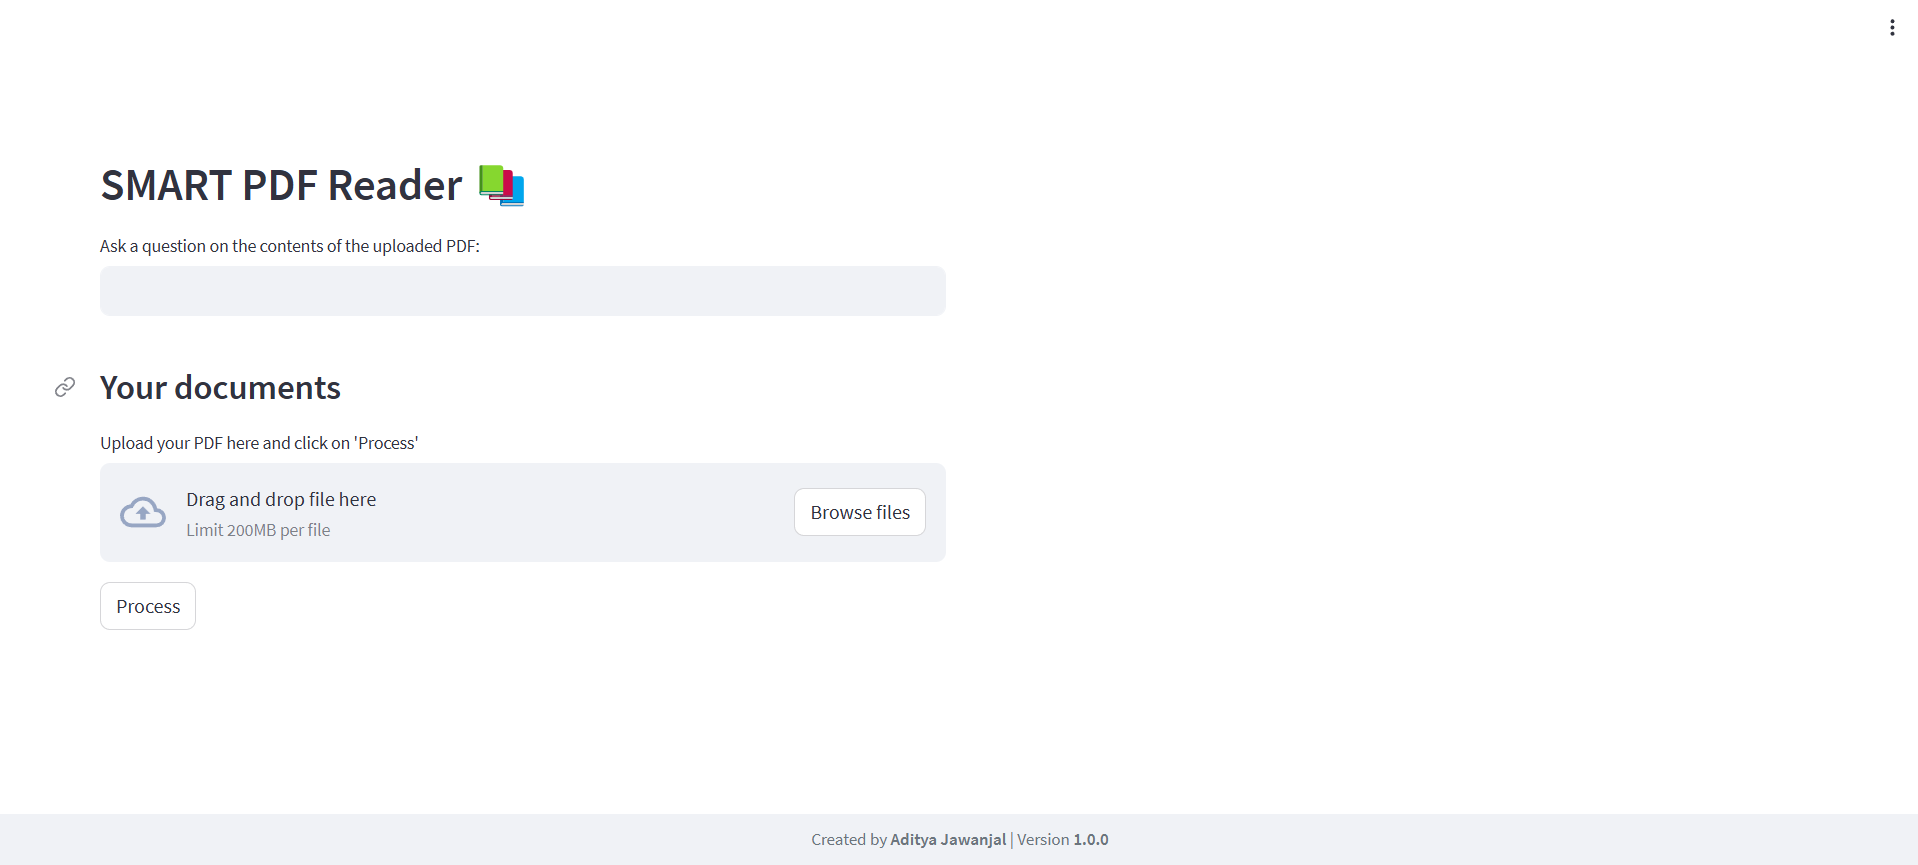 SMART PDF Reader
Ask a question on the contents of the uploaded PDF:
Your documents
Upload your PDF here and click on 'Process'
Drag and drop file here
Limit 200MB per file
Browse files
Process
Created by Aditya Jawanjal | Version 1.0.0